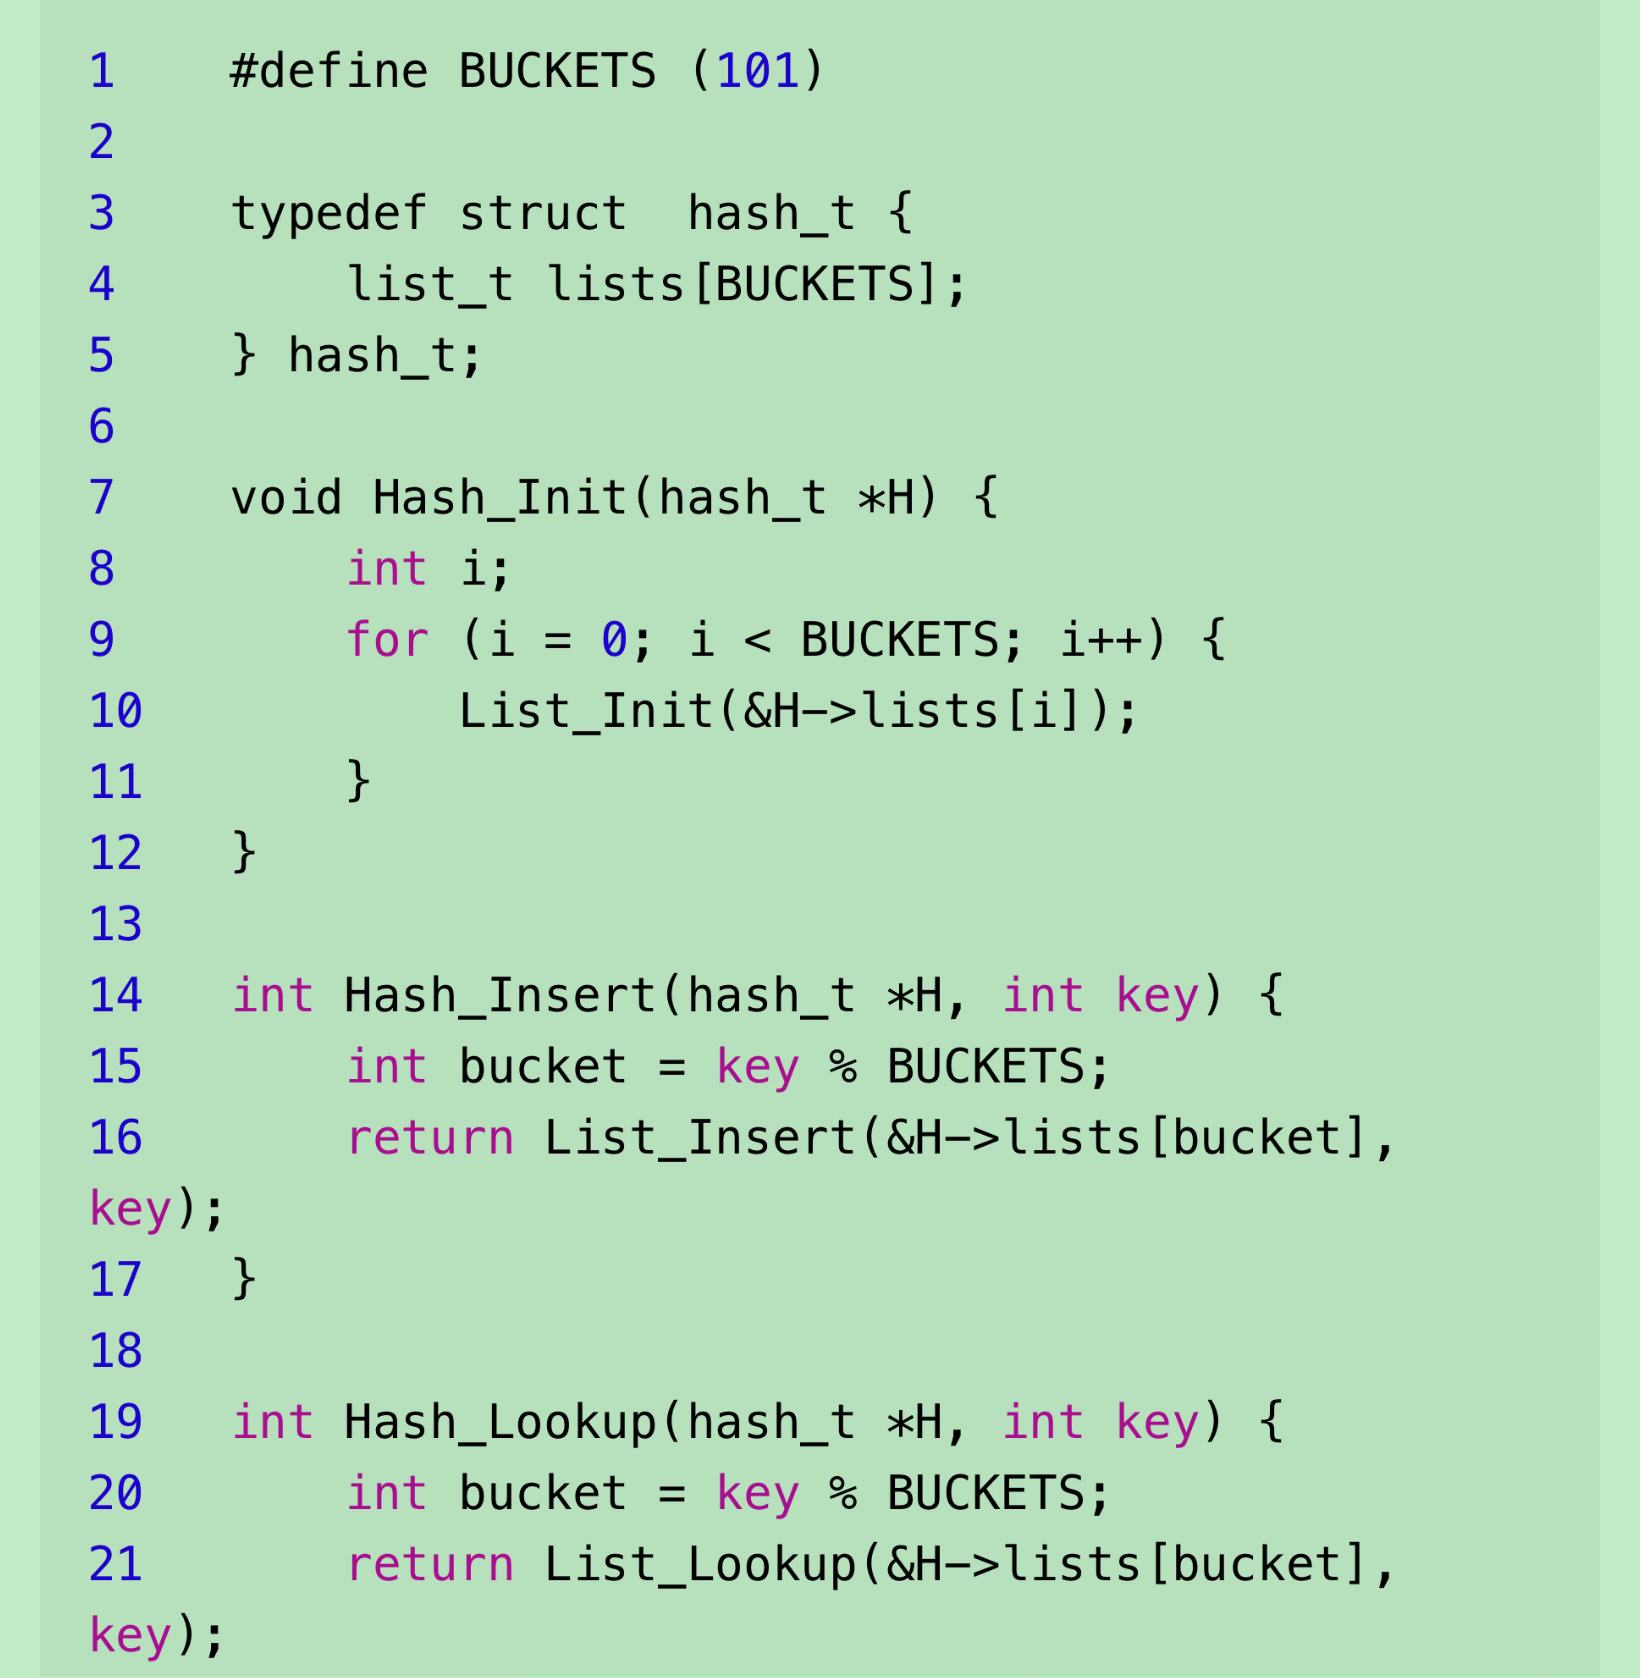 1    #define BUCKETS (101)
2
3    typedef struct  hash_t {
4        list_t lists[BUCKETS];
5    } hash_t;
6
7    void Hash_Init(hash_t *H) {
8        int i;
9        for (i = 0; i < BUCKETS; i++) {
10           List_Init(&H->lists[i]);
11       }
12   }
13
14   int Hash_Insert(hash_t *H, int key) {
15       int bucket = key % BUCKETS;
16       return List_Insert(&H->lists[bucket],
key);
17   }
18
19   int Hash_Lookup(hash_t *H, int key) {
20       int bucket = key % BUCKETS;
21       return List_Lookup(&H->lists[bucket],
key);